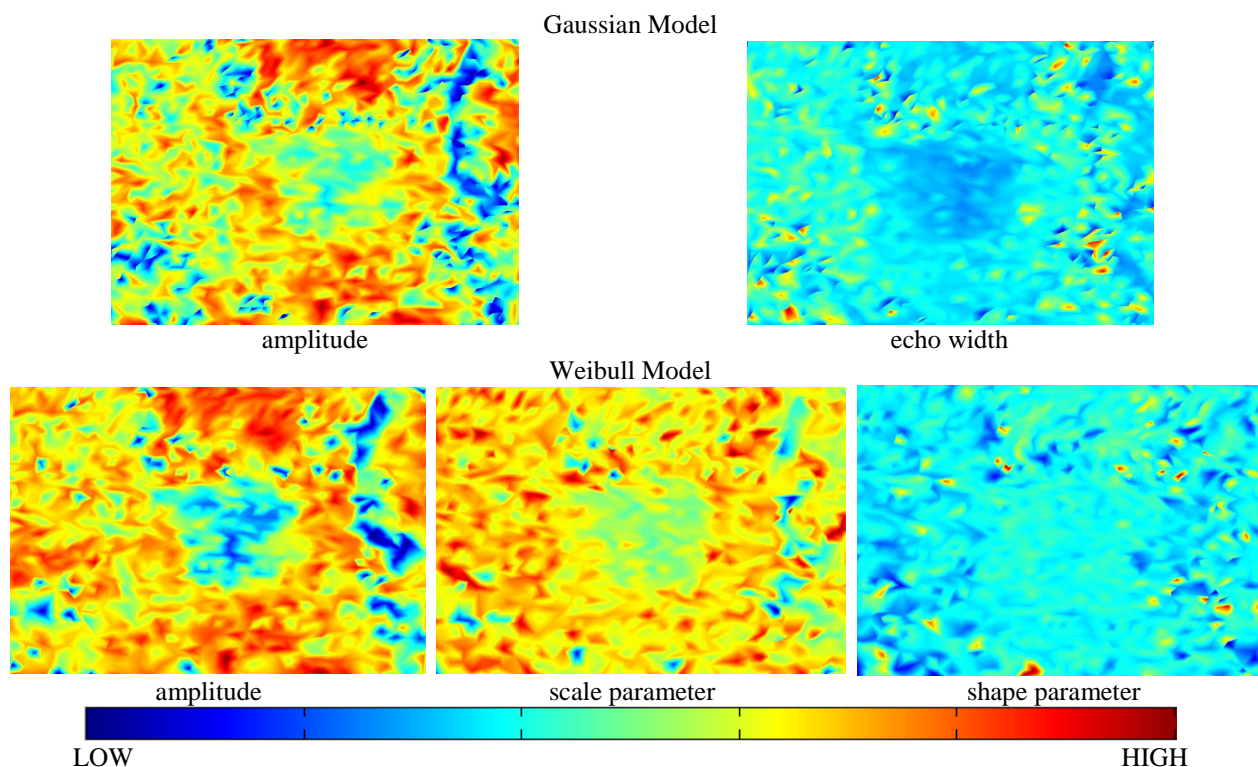 Gaussian Model
amplitude echo width
Weibull Model
amplitude scale parameter shape parameter
LOW HIGH